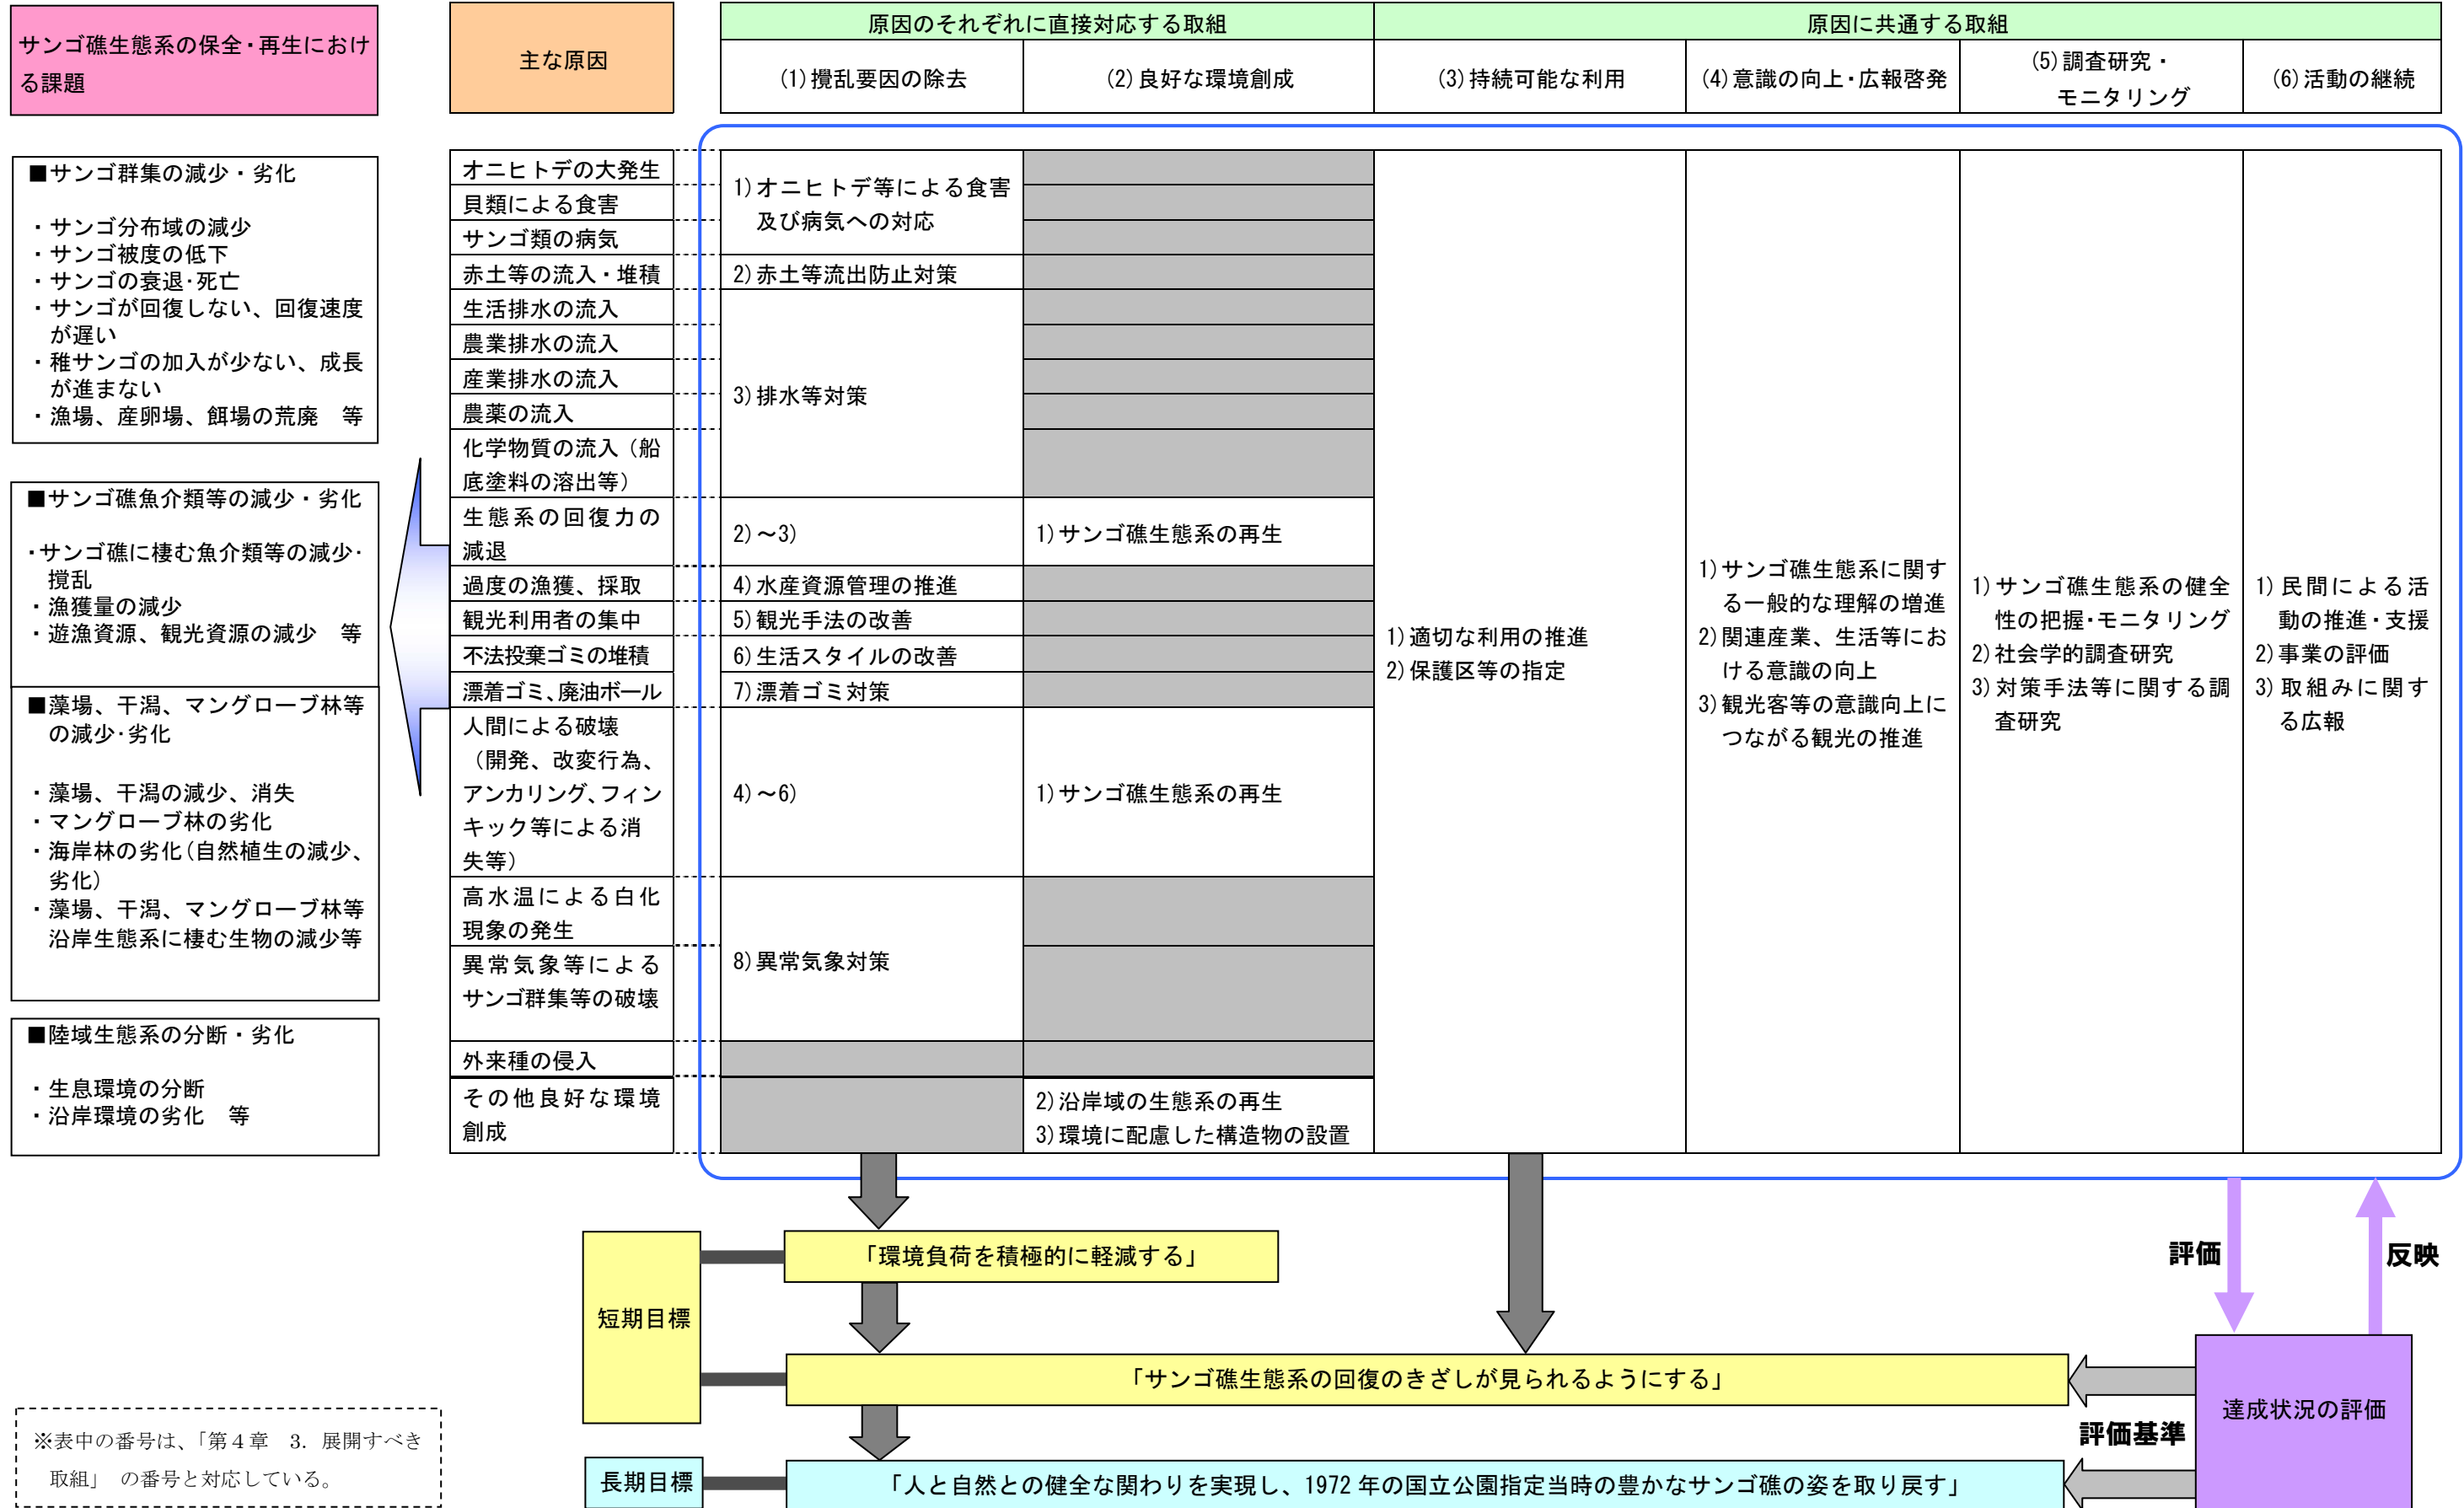 サンゴ礁生態系の保全・再生におけ
る課題
主な原因
原因のそれぞれに直接対応する取組
原因に共通する取組
(1)攪乱要因の除去
(2)良好な環境創成
(3)持続可能な利用
(4)意識の向上・広報啓発
(5)調査研究・
モニタリング
(6)活動の継続
■サンゴ群集の減少・劣化
・サンゴ分布域の減少
・サンゴ被度の低下
・サンゴの衰退・死亡
・サンゴが回復しない、回復速度
が遅い
・稚サンゴの加入が少ない、成長
が進まない
・漁場、産卵場、餌場の荒廃　等
■サンゴ礁魚介類等の減少・劣化
・サンゴ礁に棲む魚介類等の減少・
撹乱
・漁獲量の減少
・遊漁資源、観光資源の減少　等
■藻場、干潟、マングローブ林等
の減少・劣化
・藻場、干潟の減少、消失
・マングローブ林の劣化
・海岸林の劣化(自然植生の減少、
劣化)
・藻場、干潟、マングローブ林等
沿岸生態系に棲む生物の減少等
■陸域生態系の分断・劣化
・生息環境の分断
・沿岸環境の劣化　等
オニヒトデの大発生
貝類による食害
サンゴ類の病気
赤土等の流入・堆積
生活排水の流入
農業排水の流入
産業排水の流入
農薬の流入
化学物質の流入（船
底塗料の溶出等）
生態系の回復力の
減退
過度の漁獲、採取
観光利用者の集中
不法投棄ゴミの堆積
漂着ゴミ、廃油ボール
人間による破壊
（開発、改変行為、
アンカリング、フィン
キック等による消
失等）
高水温による白化
現象の発生
異常気象等による
サンゴ群集等の破壊
外来種の侵入
その他良好な環境
創成
1)オニヒトデ等による食害
及び病気への対応
2)赤土等流出防止対策
3)排水等対策
2)～3)
4)水産資源管理の推進
5)観光手法の改善
6)生活スタイルの改善
7)漂着ゴミ対策
4)～6)
8)異常気象対策
1)サンゴ礁生態系の再生
1)サンゴ礁生態系の再生
2)沿岸域の生態系の再生
3)環境に配慮した構造物の設置
1)適切な利用の推進
2)保護区等の指定
1)サンゴ礁生態系に関す
る一般的な理解の増進
2)関連産業、生活等にお
ける意識の向上
3)観光客等の意識向上に
つながる観光の推進
1)サンゴ礁生態系の健全
性の把握・モニタリング
2)社会学的調査研究
3)対策手法等に関する調
査研究
1)民間による活
動の推進・支援
2)事業の評価
3)取組みに関す
る広報
短期目標
「環境負荷を積極的に軽減する」
「サンゴ礁生態系の回復のきざしが見られるようにする」
長期目標
「人と自然との健全な関わりを実現し、1972 年の国立公園指定当時の豊かなサンゴ礁の姿を取り戻す」
評価
反映
評価基準
達成状況の評価
※表中の番号は、「第４章　3. 展開すべき
取組」 の番号と対応している。